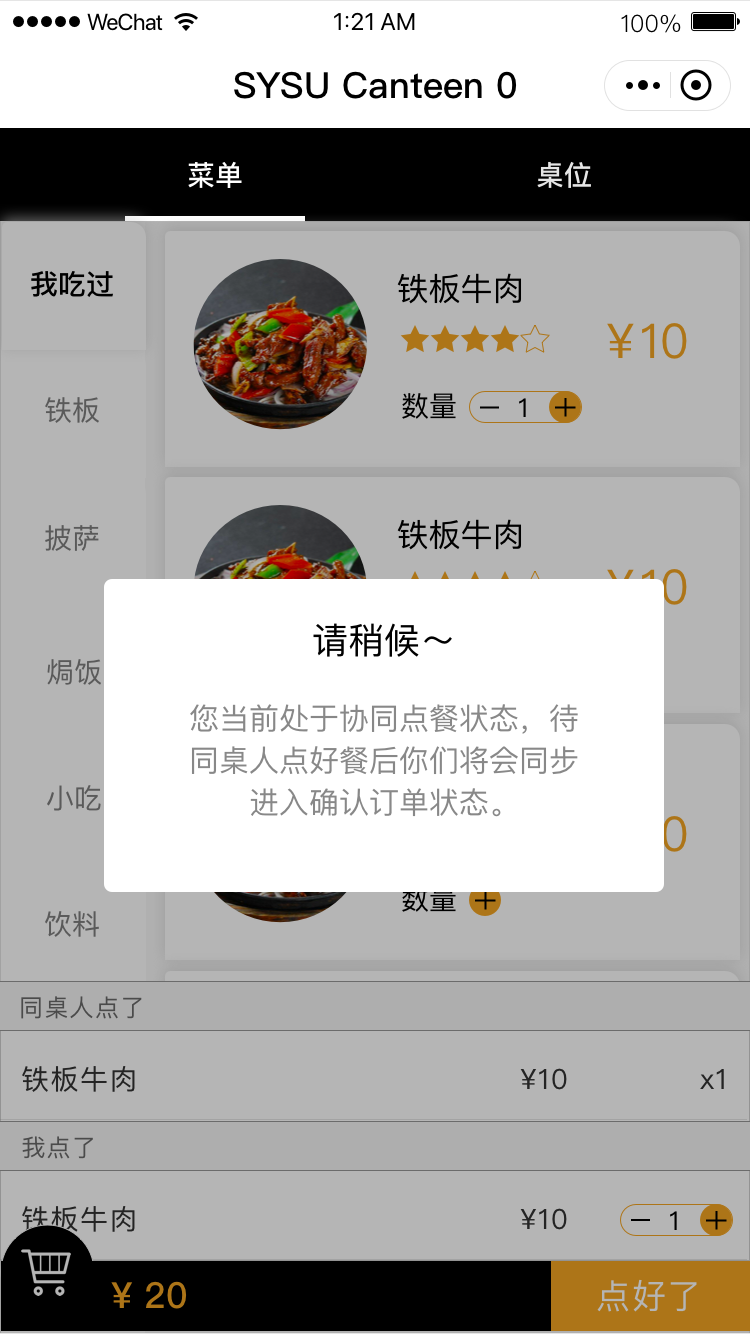 ●●●●● WeChat 1:21 AM 100%
SYSU Canteen 0
菜单 桌位
我吃过
铁板牛肉
¥10
数量 1
铁板
铁板牛肉
¥10
披萨
请稍候～
焗饭
您当前处于协同点餐状态，待
同桌人点好餐后你们将会同步
进入确认订单状态。
小吃
0
数量
饮料
同桌人点了
铁板牛肉 ¥10 x1
我点了
铁板牛肉 ¥10 1
¥ 20 点好了